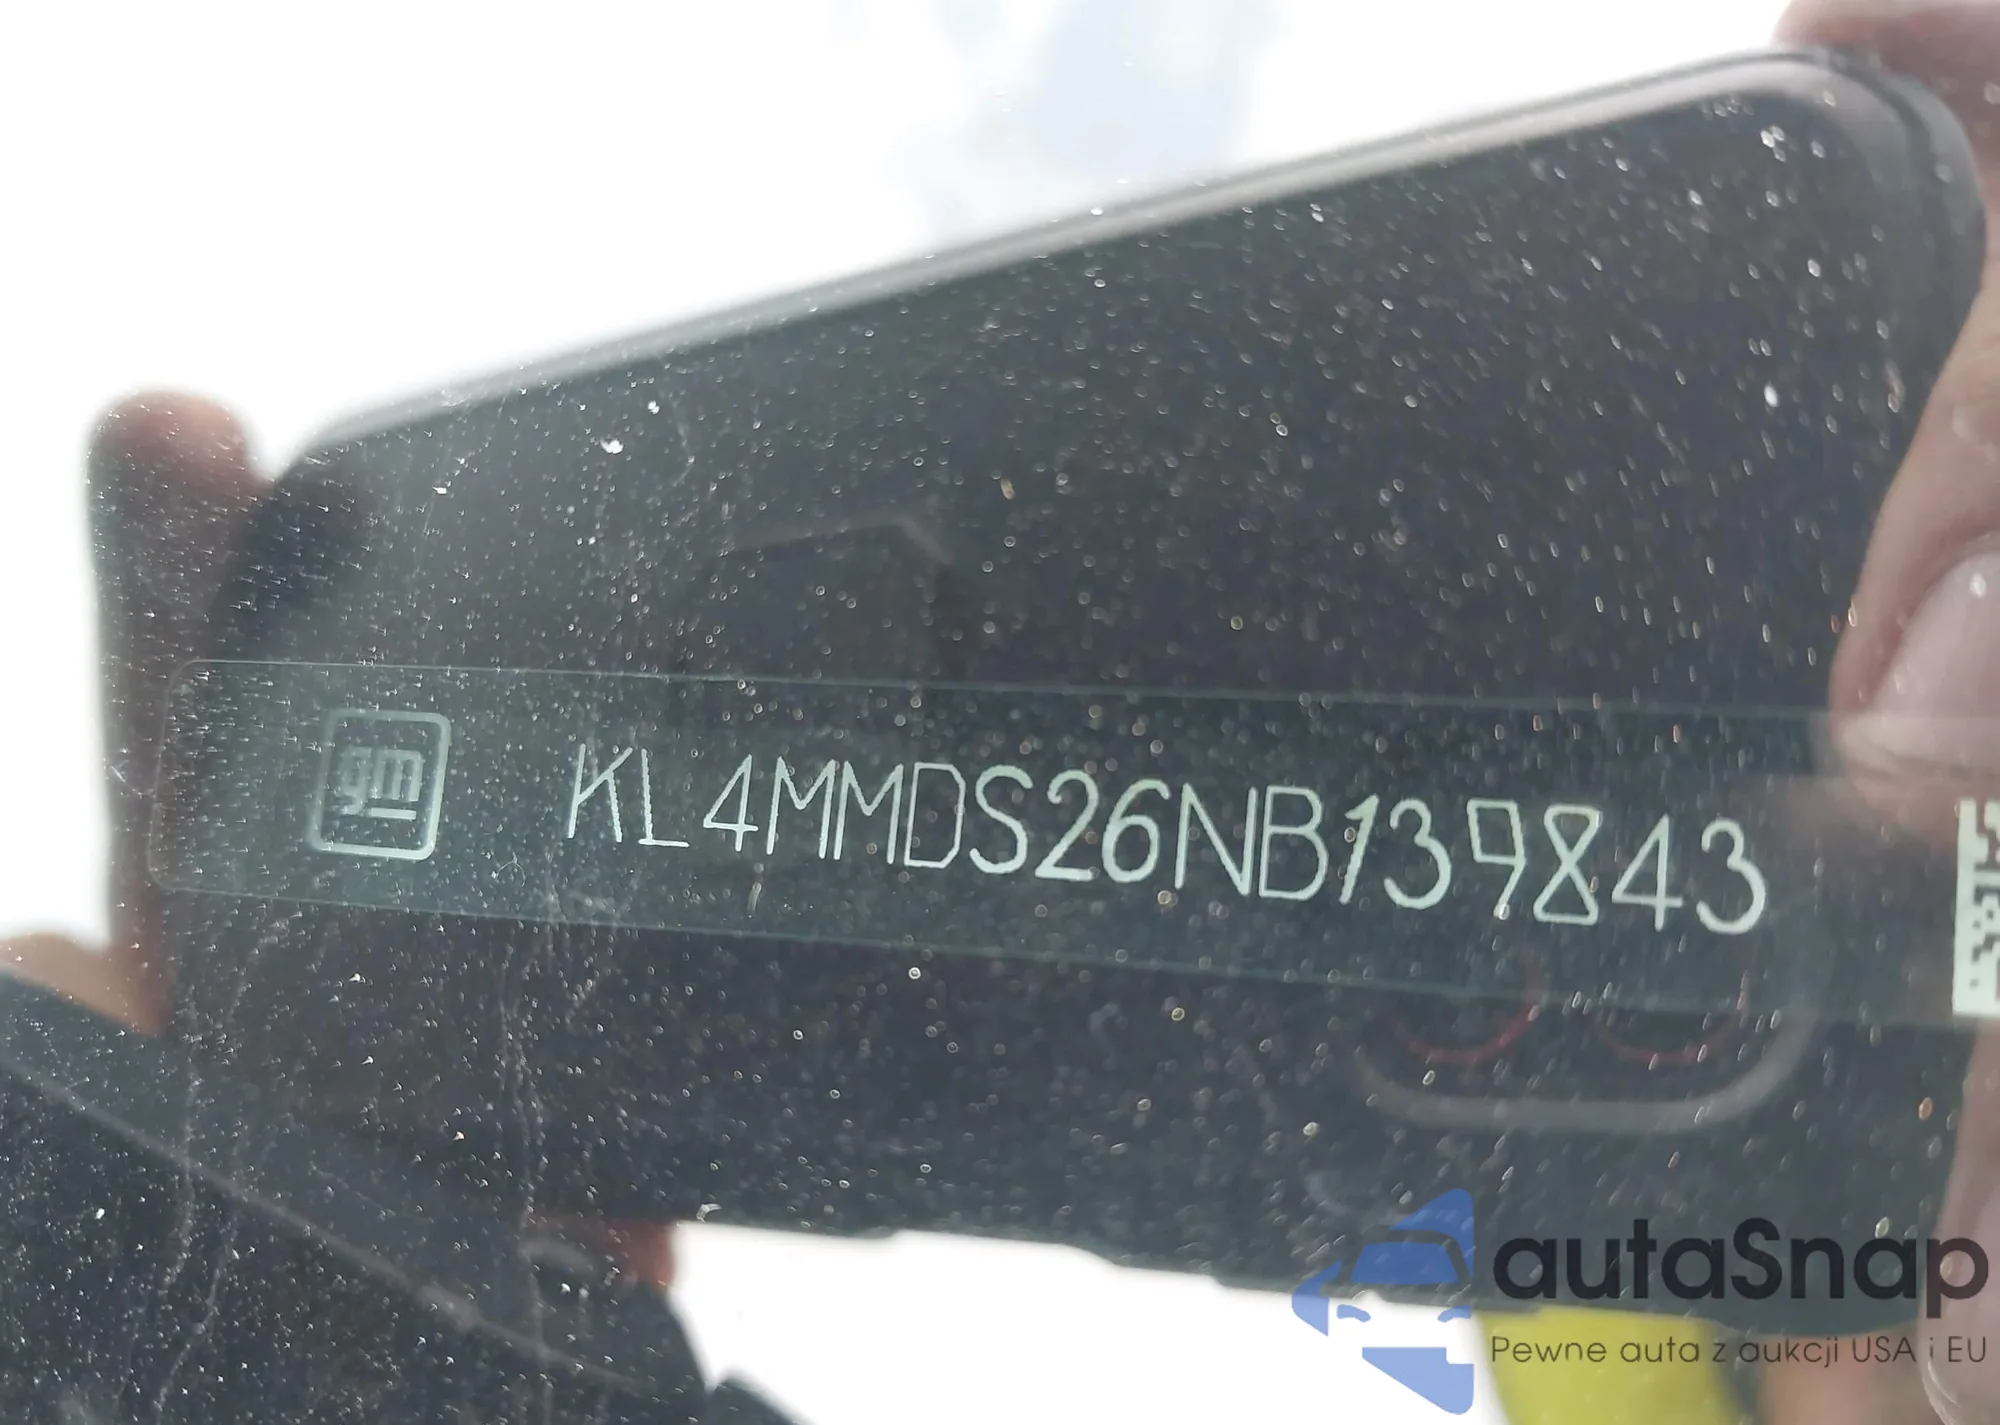 gm KL4MMDS26NB139843
autaSnap
Pewne auta z aukcji USA i EU